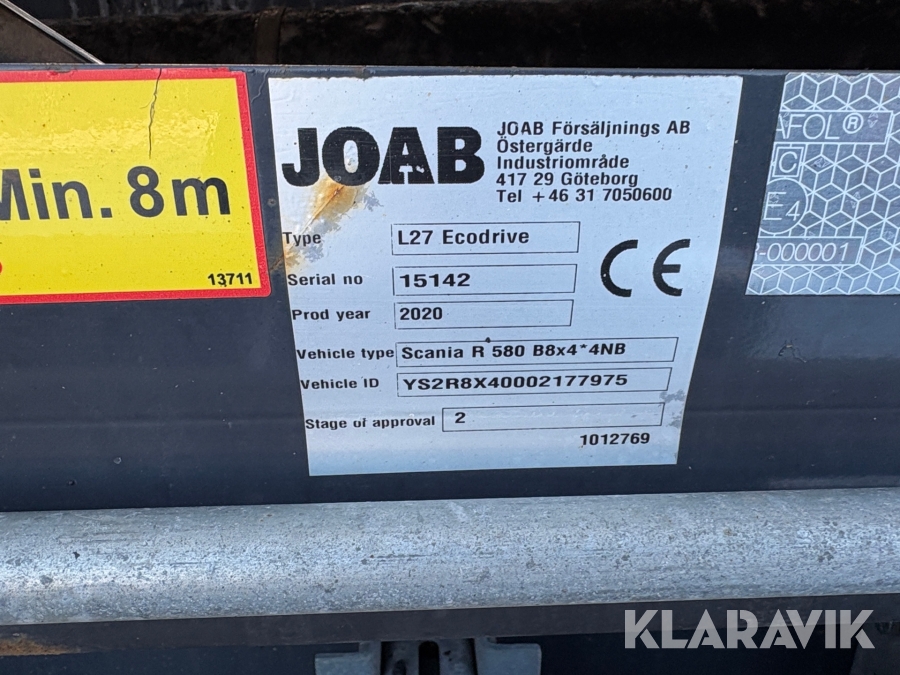 Min. 8m
13711
JOAB
JOAB Försäljnings AB
Östergärde
Industriområde
417 29 Göteborg
Tel +46 31 7050600
Type L27 Ecodrive
Serial no 15142
Prod year 2020
Vehicle type Scania R 580 B8x4*4NB
Vehicle ID YS2R8X40002177975
Stage of approval 2
1012769
CE
AFOL®
C
E4
-000001
KLARAVIK